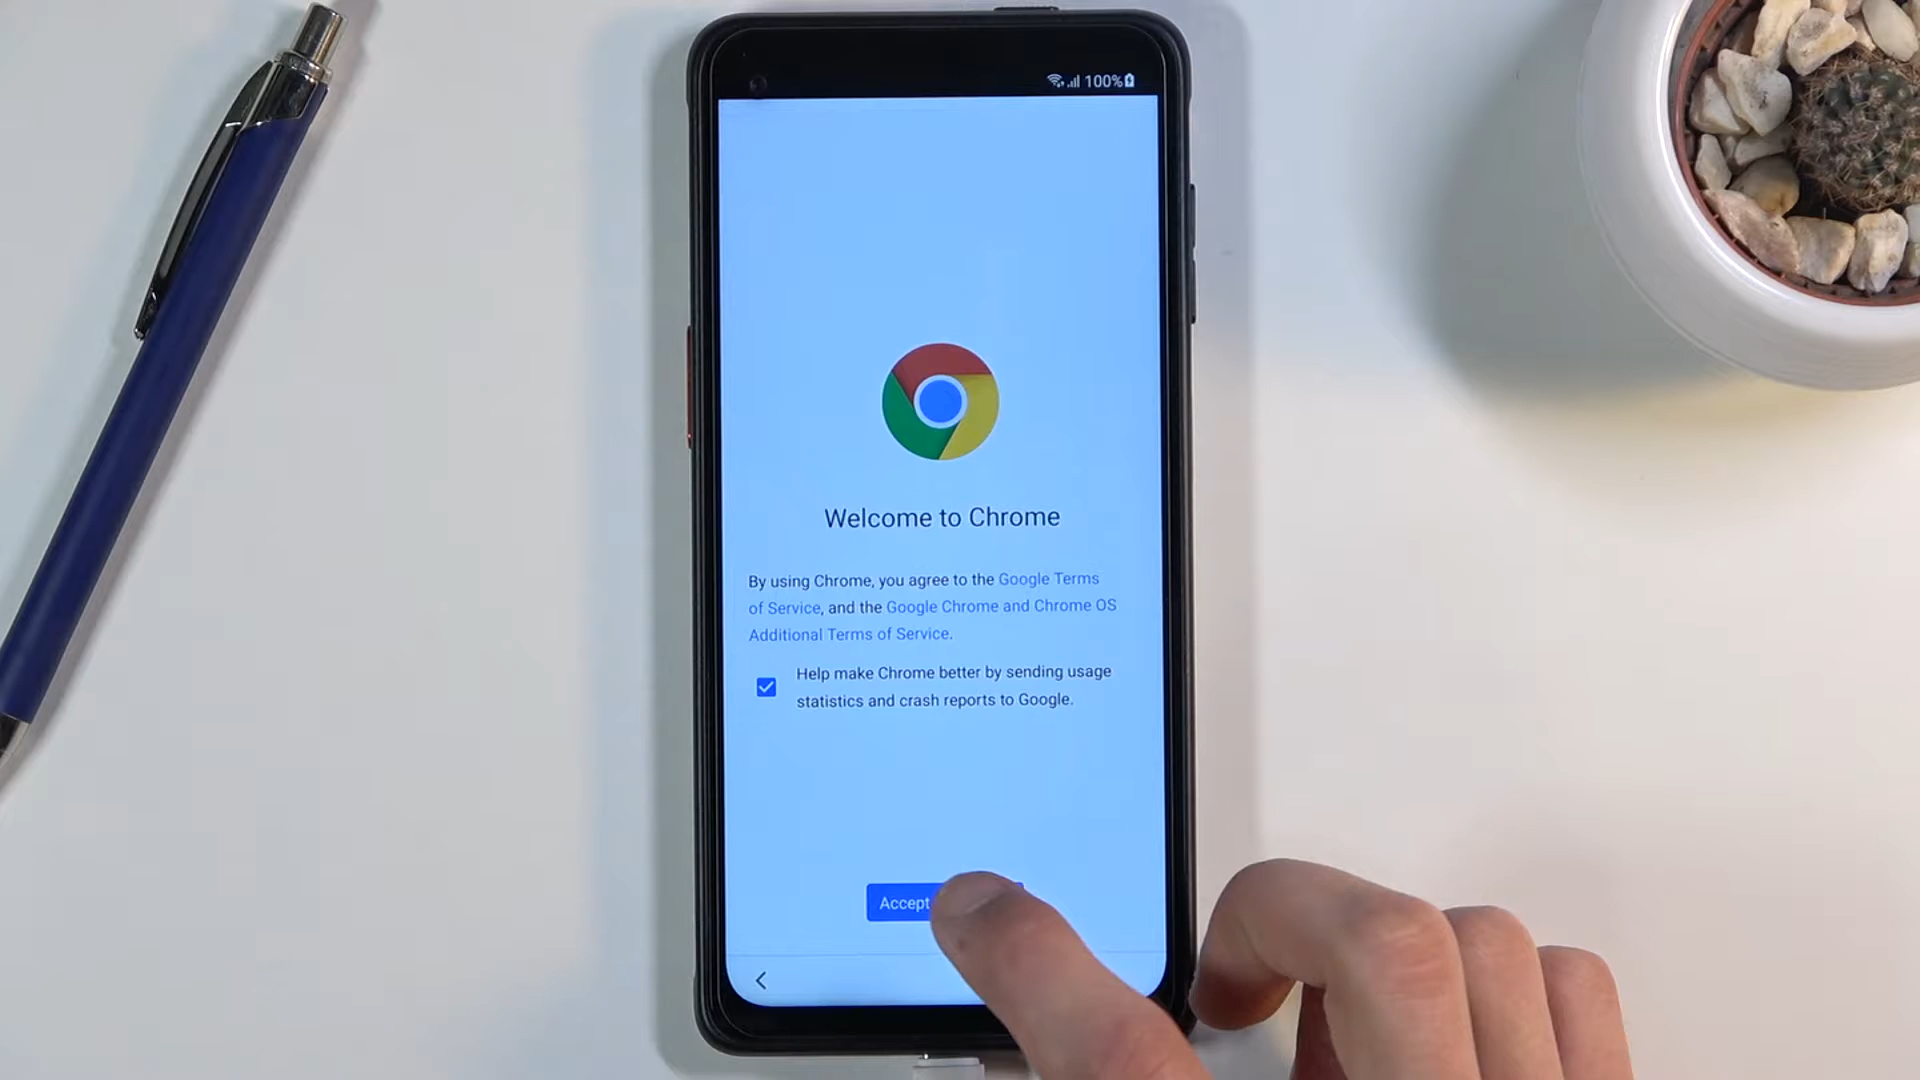 100%
Welcome to Chrome
By using Chrome, you agree to the Google Terms
of Service, and the Google Chrome and Chrome OS
Additional Terms of Service.
Help make Chrome better by sending usage
statistics and crash reports to Google.
Accept